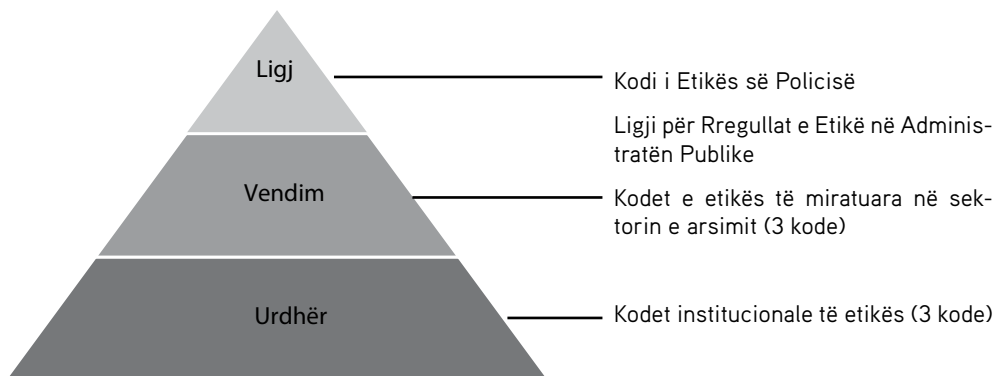 Ligj
Kodi i Etikës së Policisë
Ligji për Rregullat e Etikë në Adminis-
tratën Publike
Vendim
Kodet e etikës të miratuara në sek-
torin e arsimit (3 kode)
Urdhër
Kodet institucionale të etikës (3 kode)